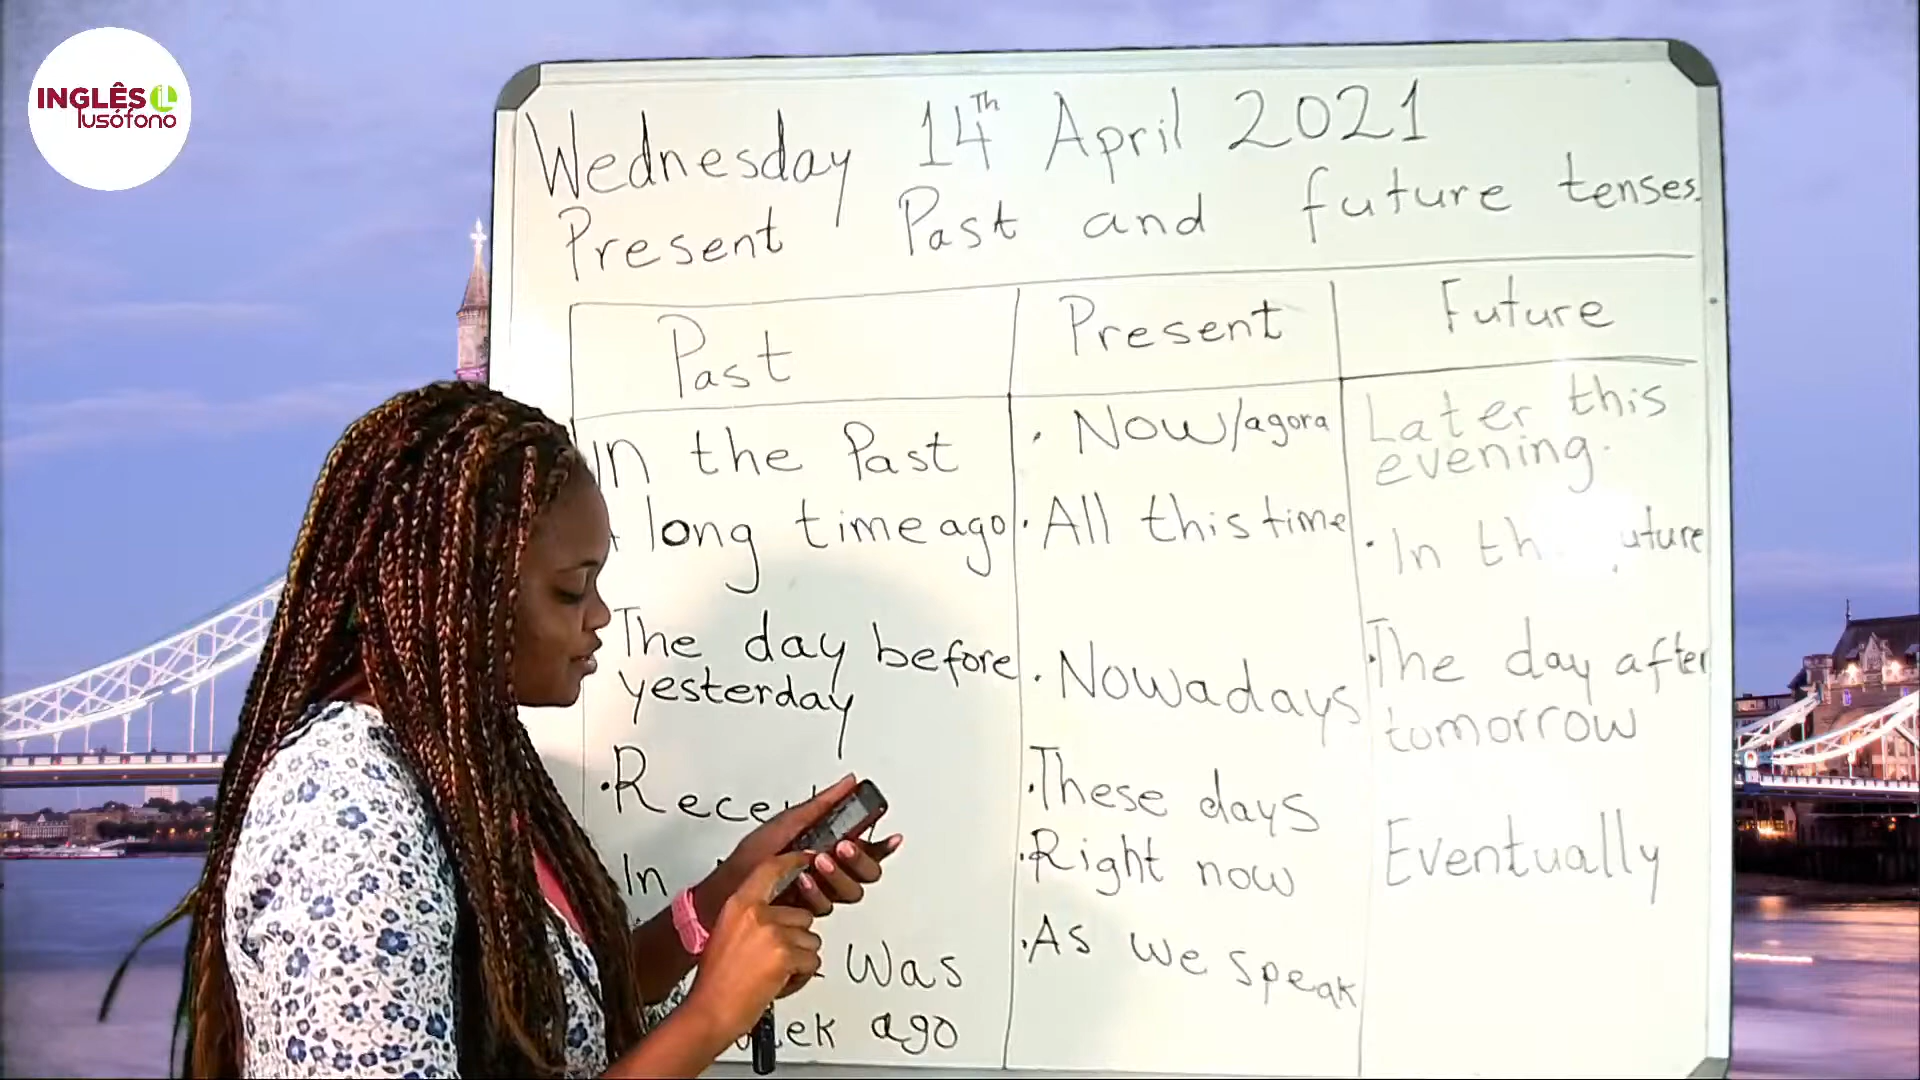 INGLÊS
lusófono
Wednesday 14th April 2021
Present Past and future tenses.
Past
In the Past
long time ago
The day before
yesterday
In
Was
ago
Present
· Now/agora
· All this time
· Nowadays
· These days
· Right now
· As we speak
Future
Later this
evening.
· In
· The day after
tomorrow
Eventually